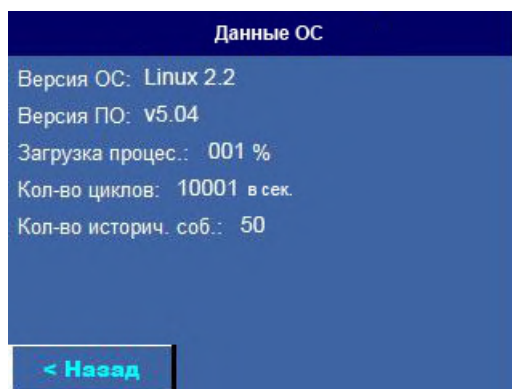 Данные ОС
Версия ОС: Linux 2.2
Версия ПО: v5.04
Загрузка процес.: 001 %
Кол-во циклов: 10001 в сек.
Кол-во историч. соб.: 50
< Назад